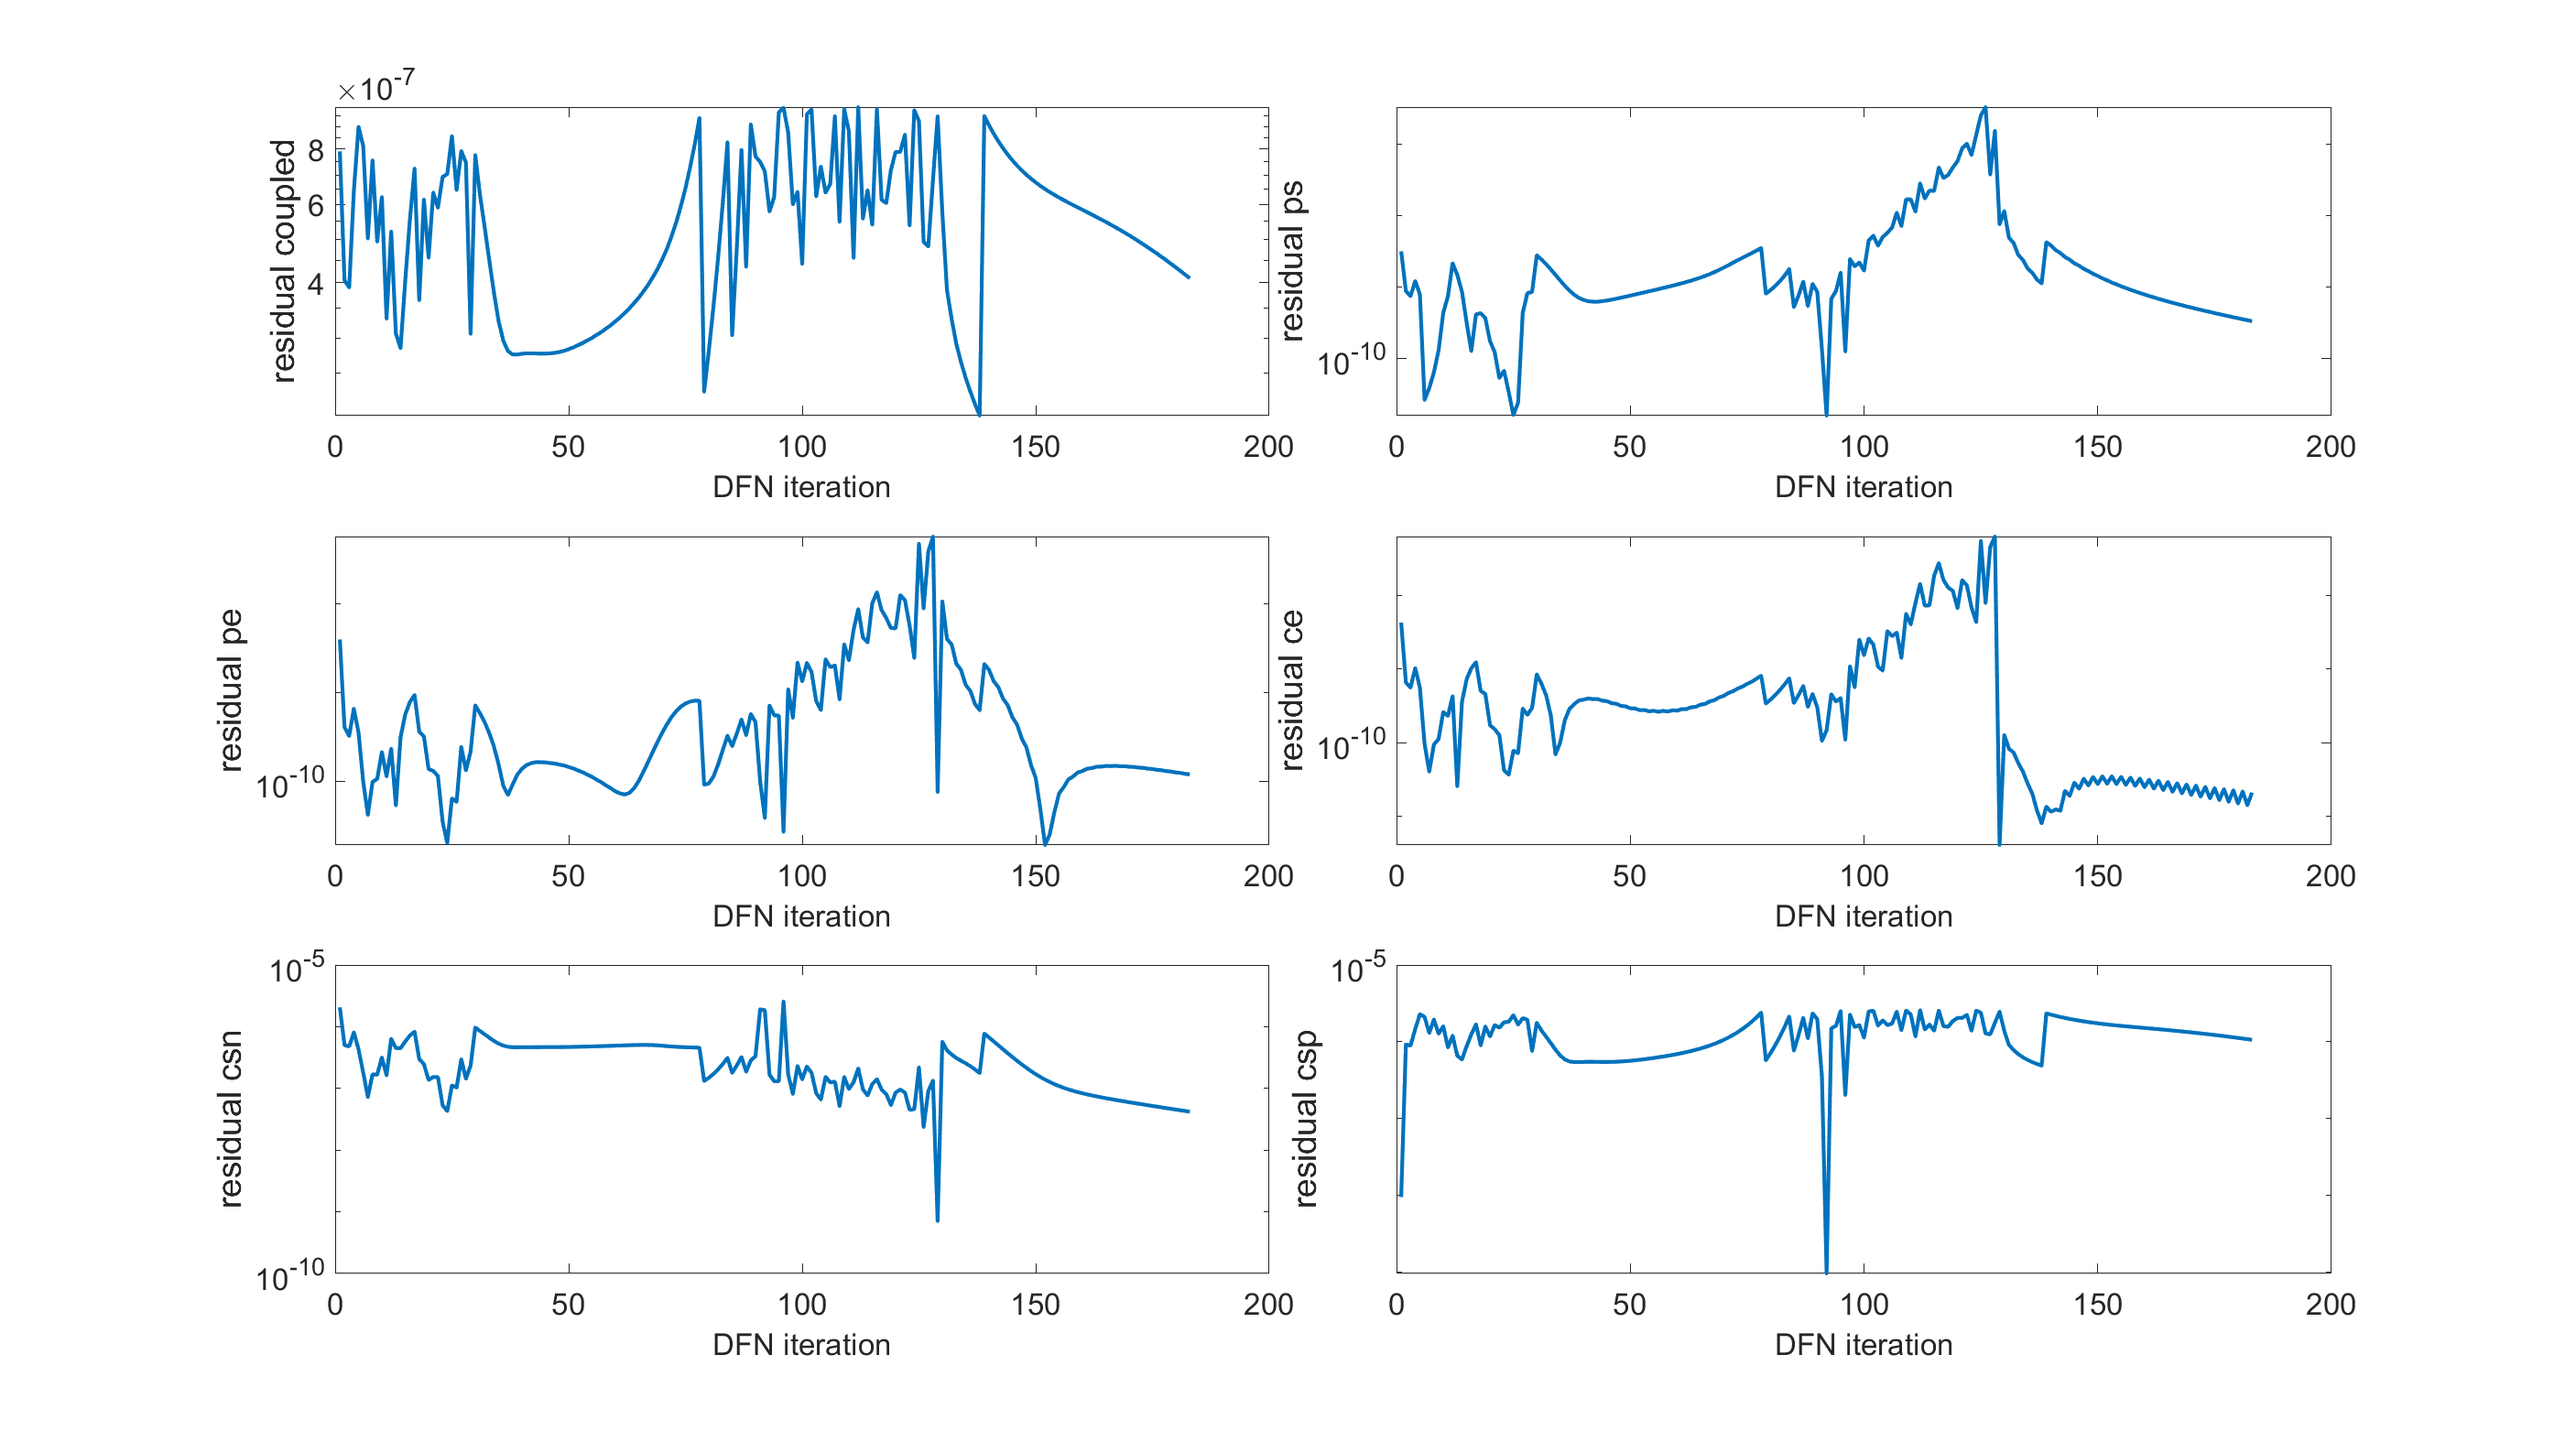 ×10-7
residual coupled
8
6
4
0 50 100 150 200
DFN iteration
residual ps
10-10
0 50 100 150 200
DFN iteration
residual pe
10-10
0 50 100 150 200
DFN iteration
residual ce
10-10
0 50 100 150 200
DFN iteration
residual csn
10-5
10-10
0 50 100 150 200
DFN iteration
residual csp
10-5
0 50 100 150 200
DFN iteration